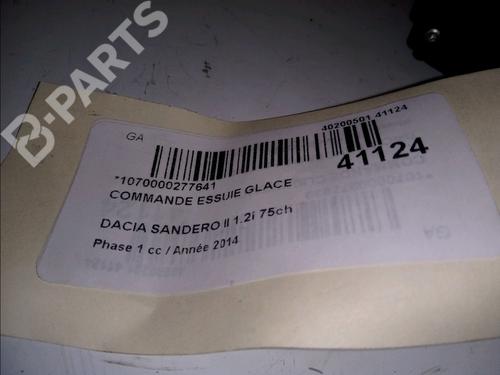 B-PARTS
GA
40200501 41124
41124
*1070000277641
COMMANDE ESSUIE GLACE
DACIA SANDERO II 1.2i 75ch
Phase 1 cc / Année 2014